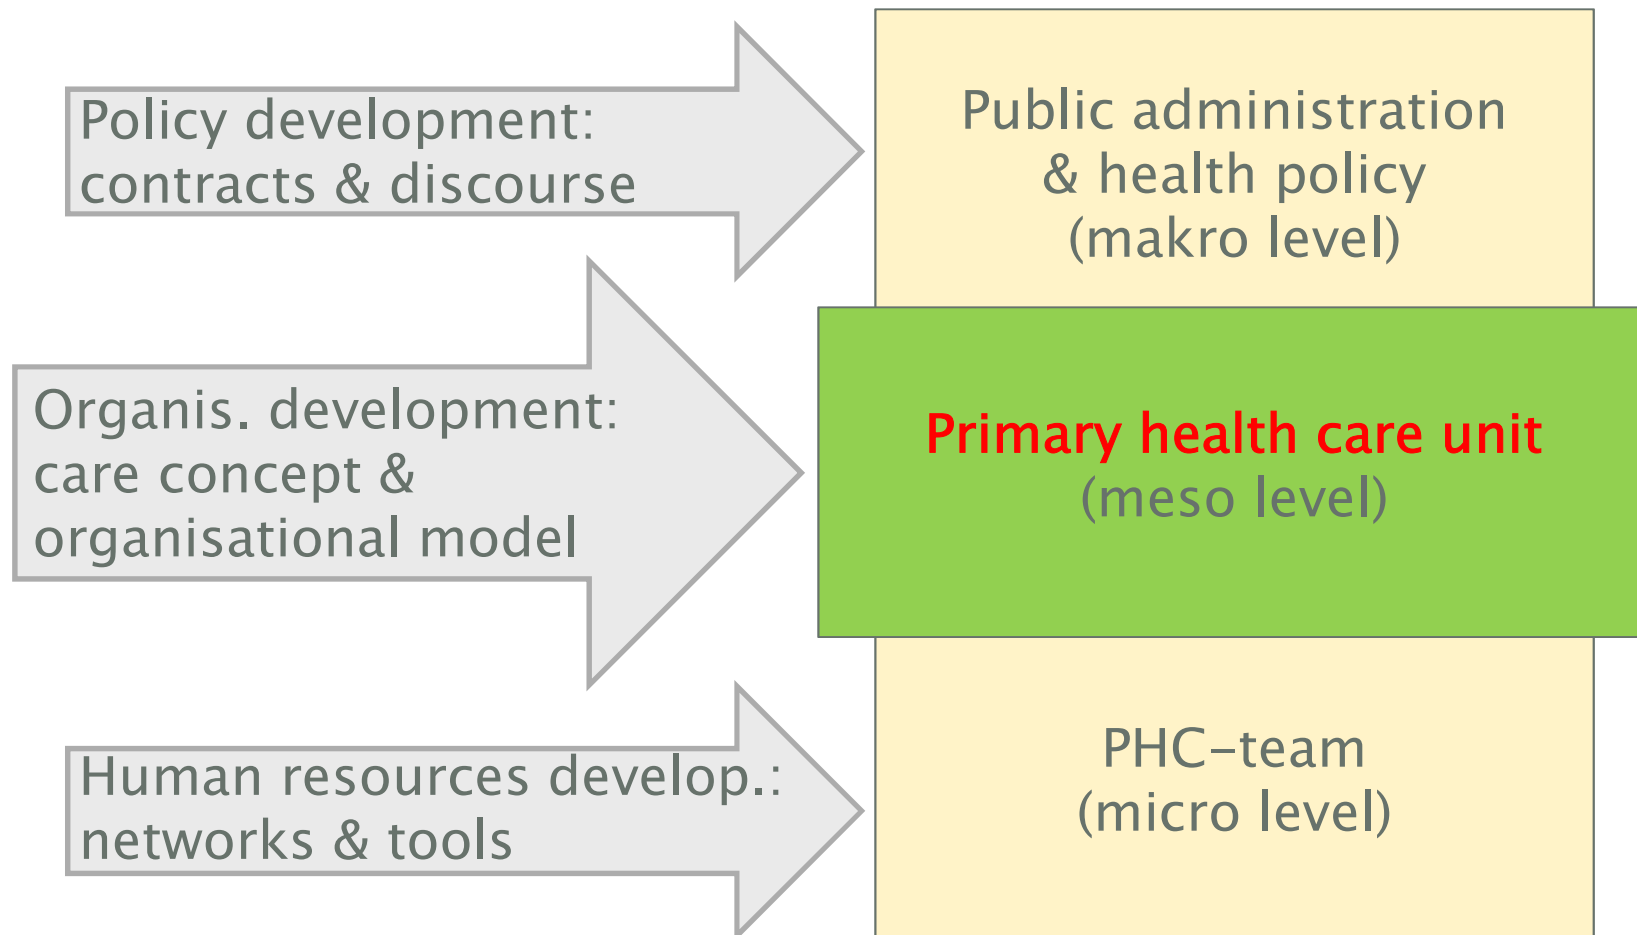 Policy development:
contracts & discourse
Public administration
& health policy
(makro level)
Organis. development:
care concept &
organisational model
Primary health care unit
(meso level)
Human resources develop.:
networks & tools
PHC-team
(micro level)